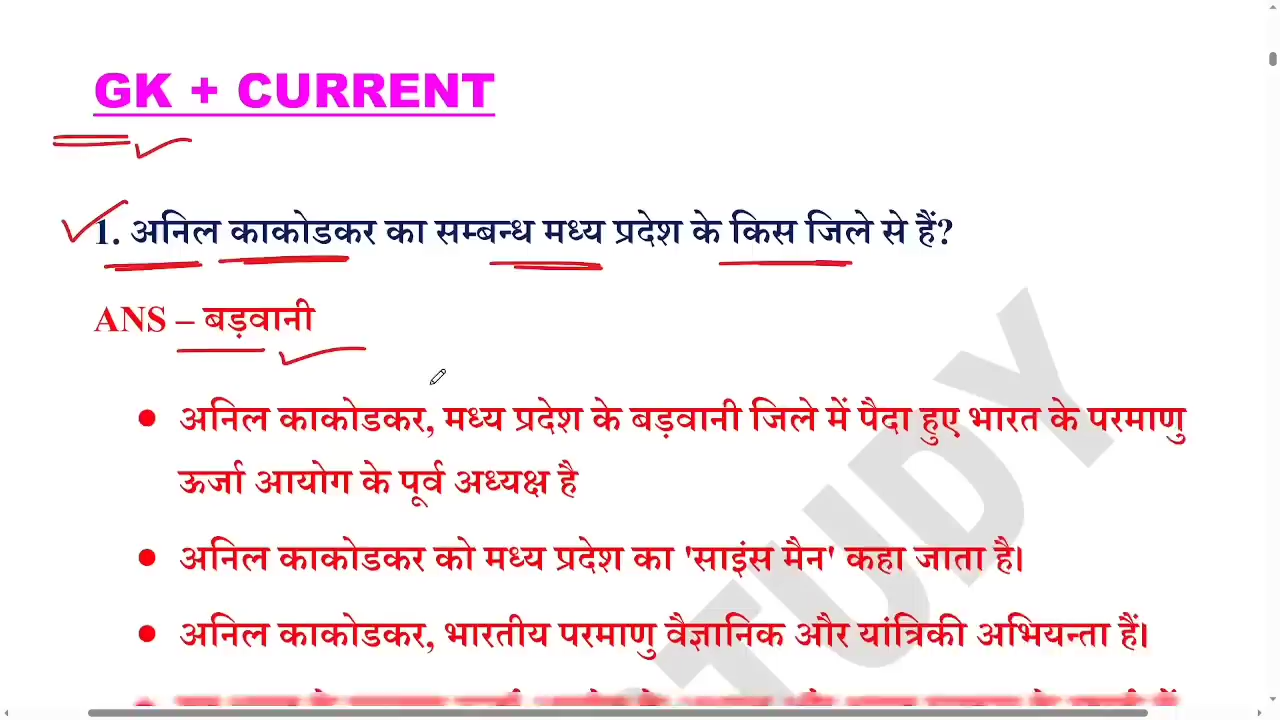 GK + CURRENT
1. अनिल काकोडकर का सम्बन्ध मध्य प्रदेश के किस जिले से हैं?
ANS – बड़वानी
● अनिल काकोडकर, मध्य प्रदेश के बड़वानी जिले में पैदा हुए भारत के परमाणु
ऊर्जा आयोग के पूर्व अध्यक्ष है
● अनिल काकोडकर को मध्य प्रदेश का 'साइंस मैन' कहा जाता है।
● अनिल काकोडकर, भारतीय परमाणु वैज्ञानिक और यांत्रिकी अभियन्ता हैं।
STUDY